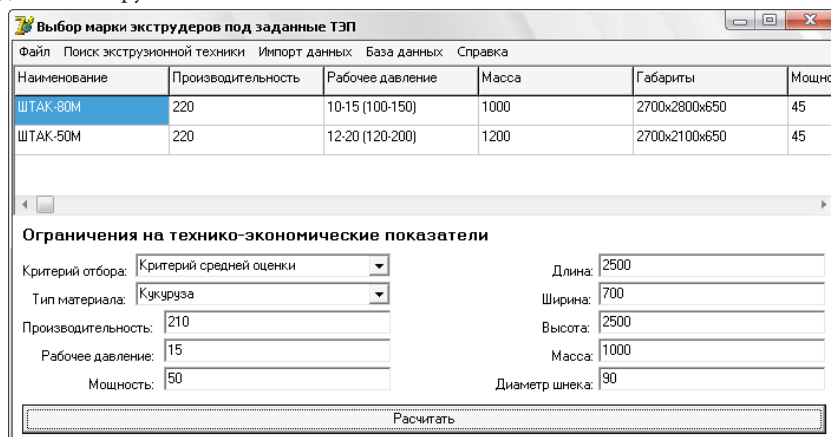 Выбор марки экструдеров под заданные ТЭП
Файл Поиск экструзионной техники Импорт данных База данных Справка
Наименование Производительность Рабочее давление Масса Габариты Мощно
ШТАК-80М 220 10-15 (100-150) 1000 2700x2800x650 45
ШТАК-50М 220 12-20 (120-200) 1200 2700x2100x650 45
Ограничения на технико-экономические показатели
Критерий отбора: Критерий средней оценки Длина: 2500
Тип материала: Кукуруза Ширина: 700
Производительность: 210 Высота: 2500
Рабочее давление: 15 Масса: 1000
Мощность: 50 Диаметр шнека: 90
Расчитать